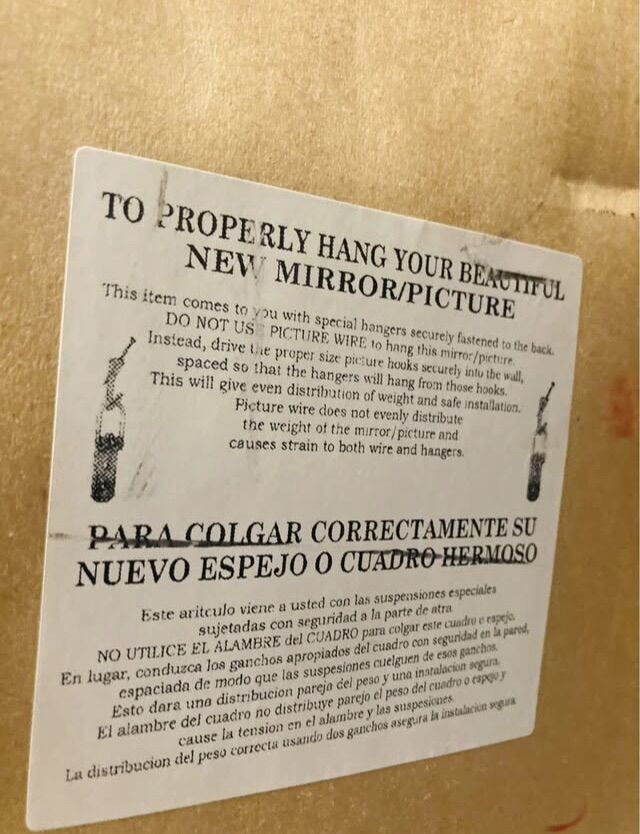 TO PROPERLY HANG YOUR BEAUTIFUL
NEW MIRROR/PICTURE
This item comes to you with special hangers securely fastened to the back.
DO NOT USE PICTURE WIRE to hang this mirror/picture.
Instead, drive the proper size picture hooks securely into the wall,
spaced so that the hangers will hang from those hooks.
This will give even distribution of weight and safe installation.
Picture wire does not evenly distribute
the weight of the mirror/picture and
causes strain to both wire and hangers.
PARA COLGAR CORRECTAMENTE SU
NUEVO ESPEJO O CUADRO HERMOSO
Este aritculo viene a usted con las suspensiones especiales
sujetadas con seguridad a la parte de atra
NO UTILICE EL ALAMBRE del CUADRO para colgar este cuadro o espejo.
En lugar, conduzca los ganchos apropiados del cuadro con seguridad en la pared,
espaciada de modo que las suspesiones cuelguen de esos ganchos.
Esto dara una distribucion pareja del peso y una instalacion segura.
El alambre del cuadro no distribuye parejo el peso del cuadro o espejo y
cause la tension en el alambre y las suspesiones.
La distribucion del peso correcta usando dos ganchos asegura la instalacion segura